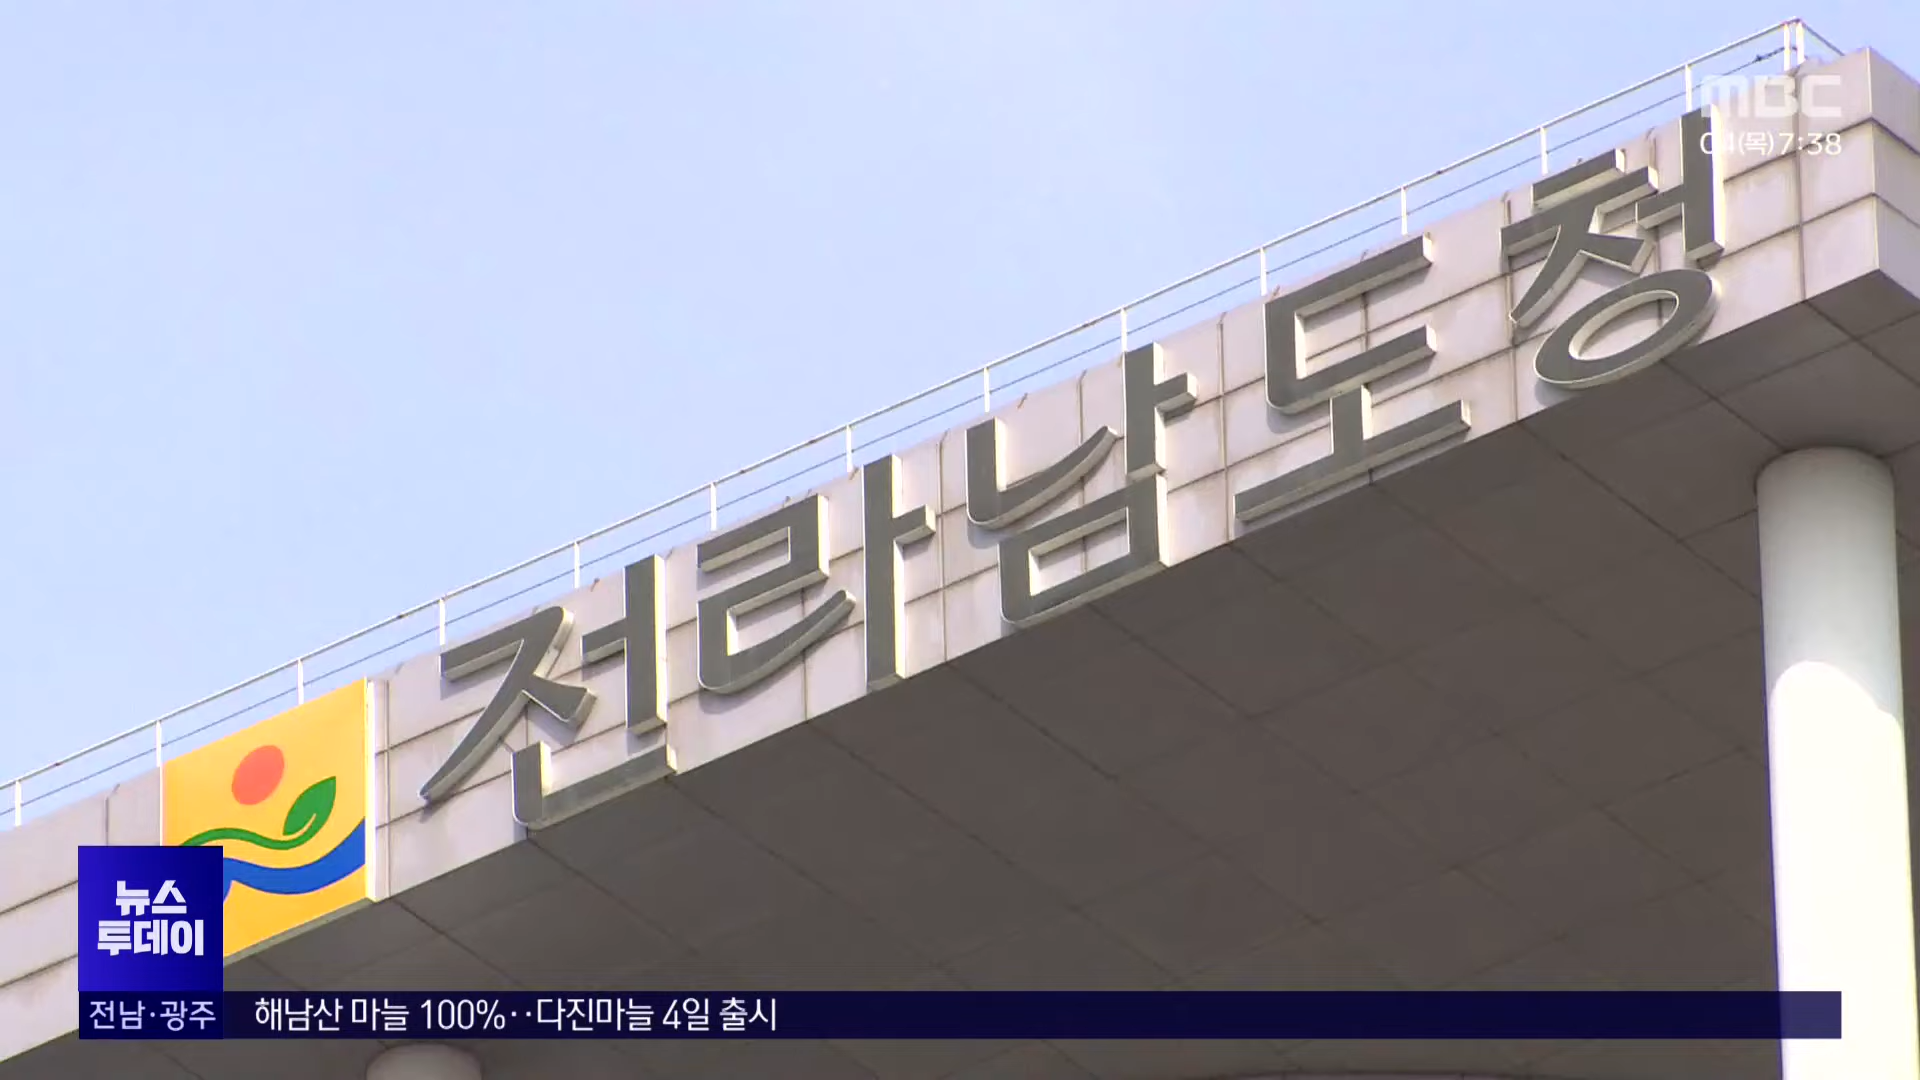 MBC
04(목) 7:38
전라남도청
뉴스
투데이
전남·광주
해남산 마늘 100%··다진마늘 4일 출시